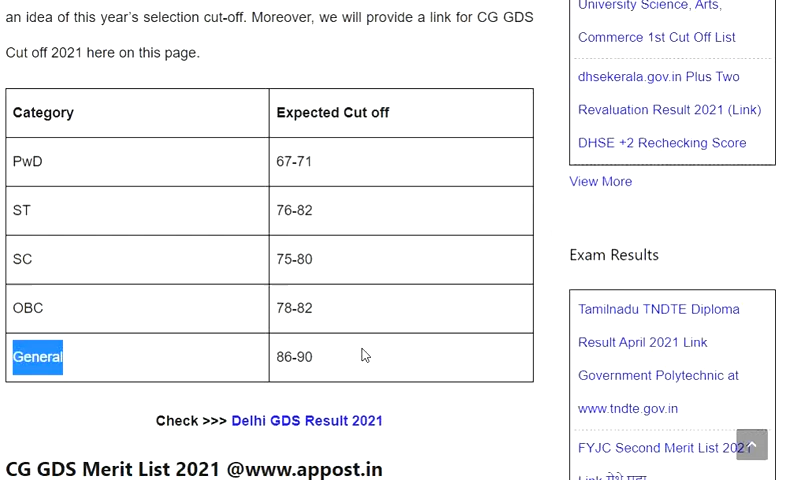 an idea of this year's selection cut-off. Moreover, we will provide a link for CG GDS
Cut off 2021 here on this page.
Category Expected Cut off
PwD 67-71
ST 76-82
SC 75-80
OBC 78-82
General 86-90
Check >>> Delhi GDS Result 2021
CG GDS Merit List 2021 @www.appost.in
University Science, Arts,
Commerce 1st Cut Off List
dhsekerala.gov.in Plus Two
Revaluation Result 2021 (Link)
DHSE +2 Rechecking Score
View More
Exam Results
Tamilnadu TNDTE Diploma
Result April 2021 Link
Government Polytechnic at
www.tndte.gov.in
FYJC Second Merit List 2021
Link